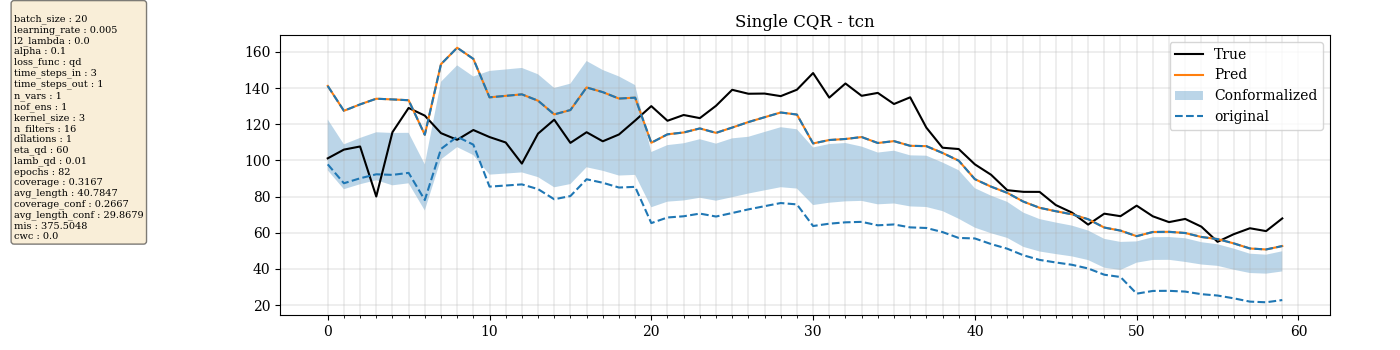 Single CQR - tcn
batch_size : 20
learning_rate : 0.005
l2_lambda : 0.0
alpha : 0.1
loss_func : qd
time_steps_in : 3
time_steps_out : 1
n_vars : 1
nof_ens : 1
kernel_size : 3
n_filters : 16
dilations : 1
eta_qd : 60
lamb_qd : 0.01
epochs : 82
coverage : 0.3167
avg_length : 40.7847
coverage_conf : 0.2667
avg_length_conf : 29.8679
mis : 375.5048
cwc : 0.0
160
140
120
100
80
60
40
20
True
Pred
Conformalized
original
0 10 20 30 40 50 60